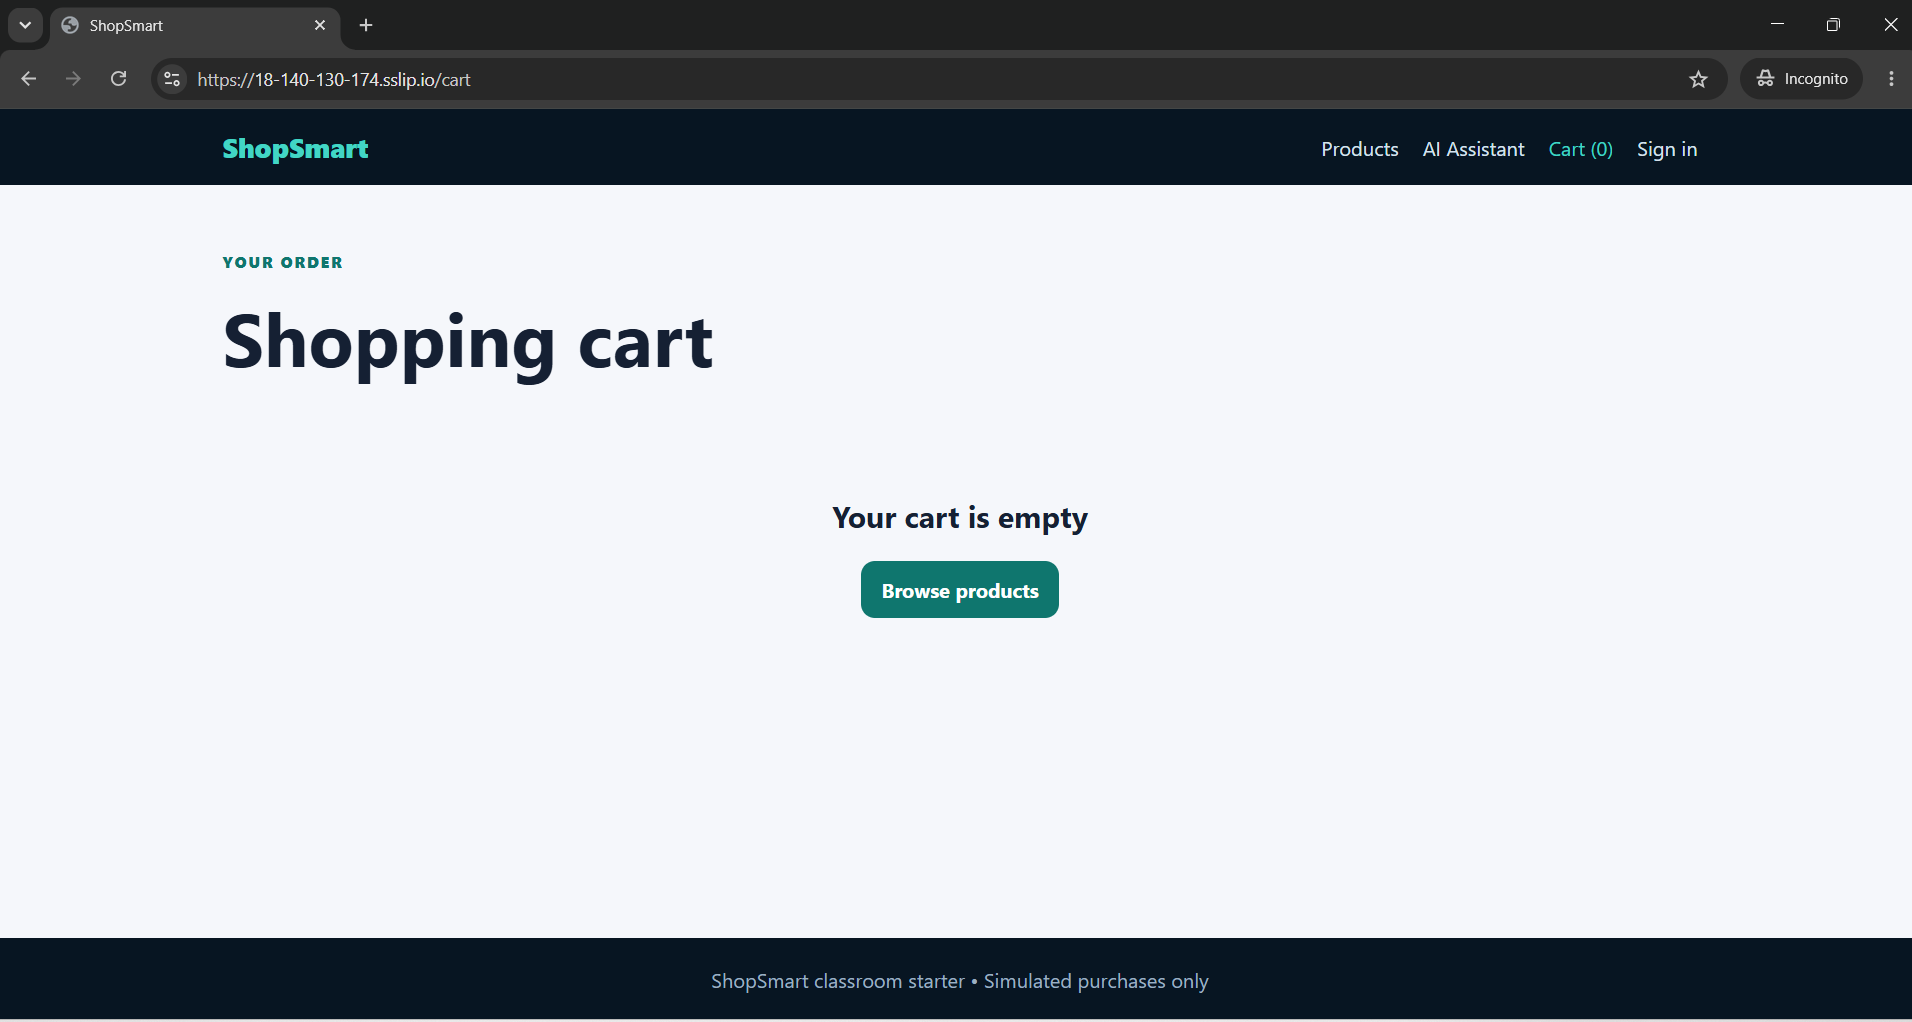 ShopSmart
https://18-140-130-174.sslip.io/cart
Incognito
ShopSmart
Products
AI Assistant
Cart (0)
Sign in
YOUR ORDER
Shopping cart
Your cart is empty
Browse products
ShopSmart classroom starter • Simulated purchases only